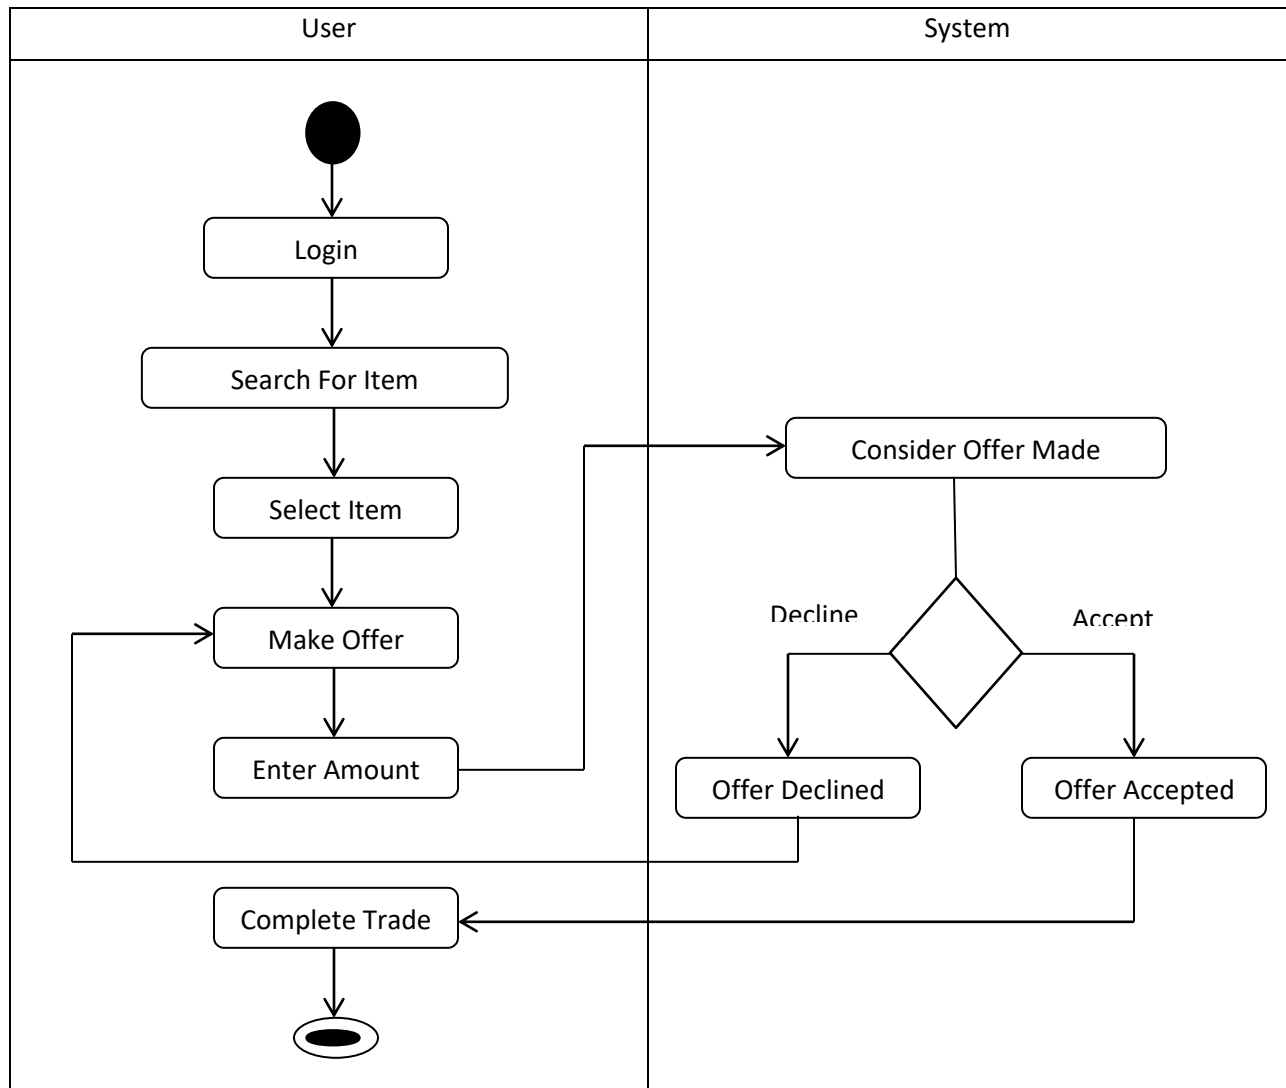 User
System
Login
Search For Item
Select Item
Make Offer
Enter Amount
Consider Offer Made
Decline
Accept
Offer Declined
Offer Accepted
Complete Trade